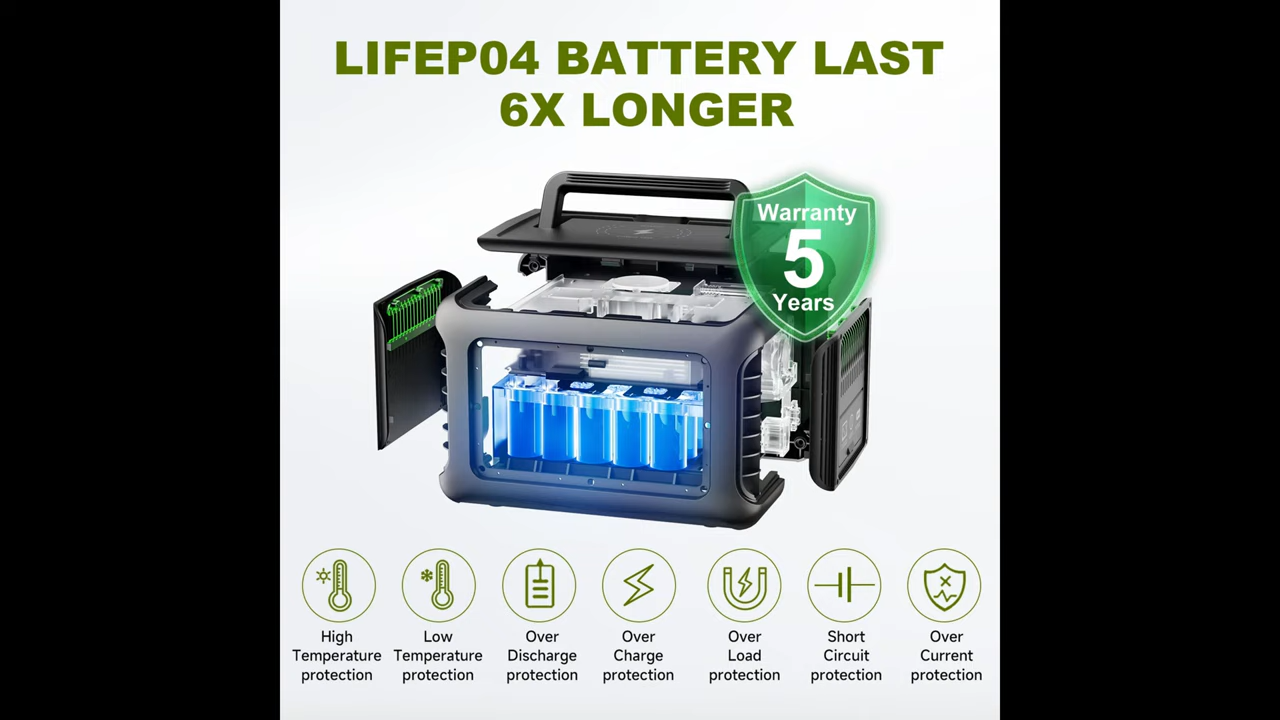 LIFEP04 BATTERY LAST
6X LONGER
Warranty
5
Years
High
Temperature
protection
Low
Temperature
protection
Over
Discharge
protection
Over
Charge
protection
Over
Load
protection
Short
Circuit
protection
Over
Current
protection